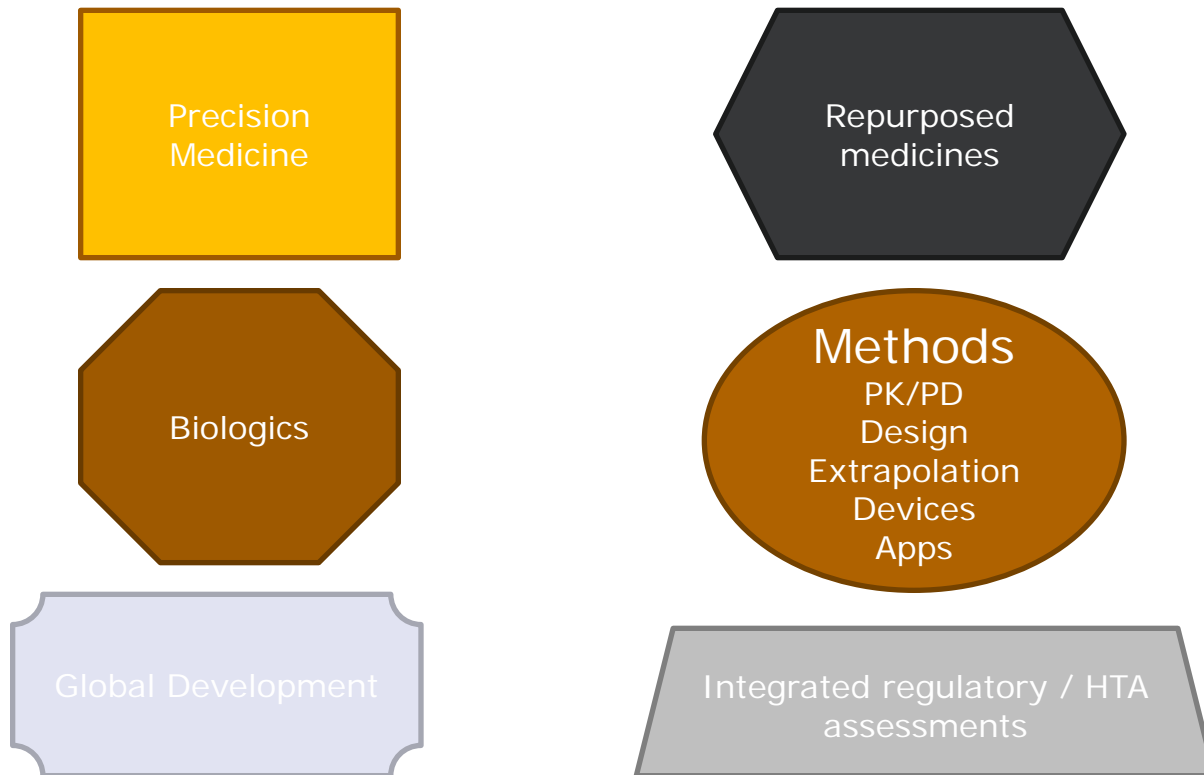 Precision
Medicine
Repurposed
medicines
Biologics
Methods
PK/PD
Design
Extrapolation
Devices
Apps
Global Development
Integrated regulatory / HTA
assessments